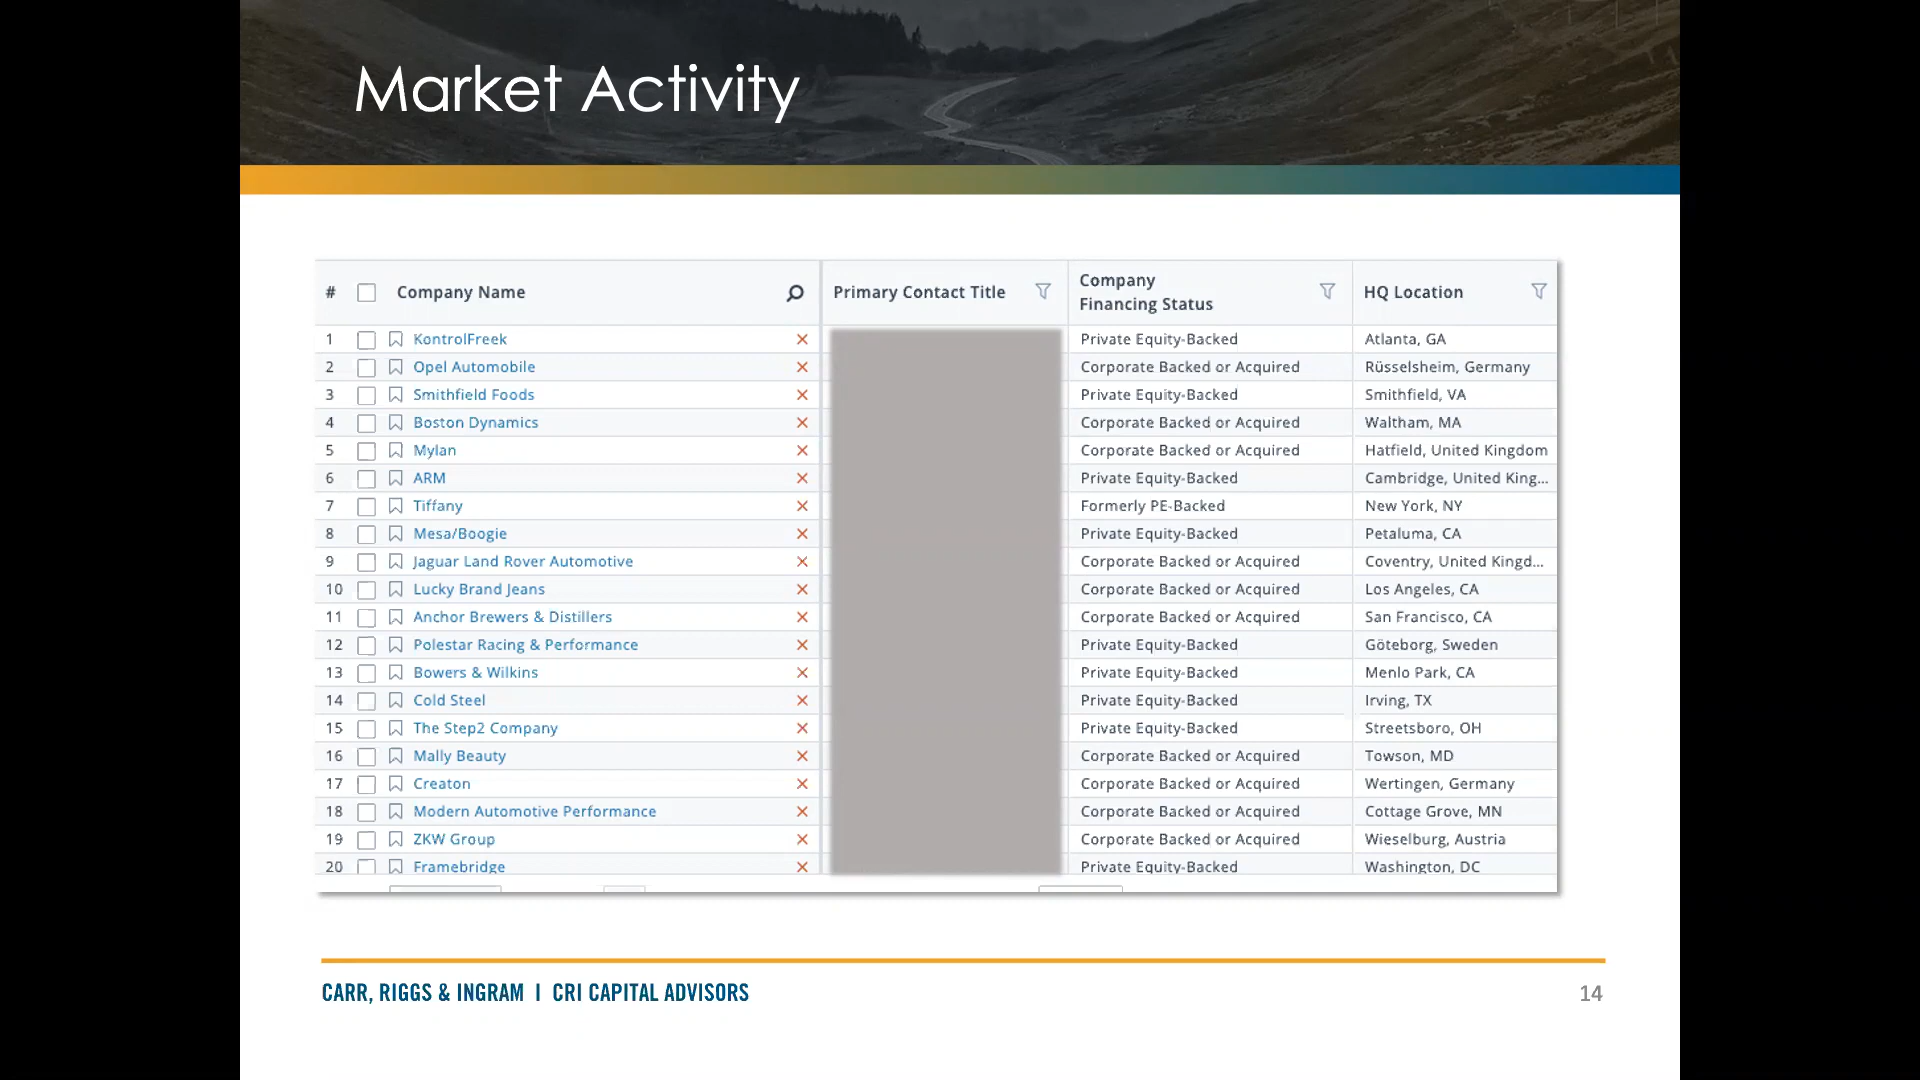 Market Activity
# Company Name Primary Contact Title Company Financing Status HQ Location
1 KontrolFreek Private Equity-Backed Atlanta, GA
2 Opel Automobile Corporate Backed or Acquired Rüsselsheim, Germany
3 Smithfield Foods Private Equity-Backed Smithfield, VA
4 Boston Dynamics Corporate Backed or Acquired Waltham, MA
5 Mylan Corporate Backed or Acquired Hatfield, United Kingdom
6 ARM Private Equity-Backed Cambridge, United King...
7 Tiffany Formerly PE-Backed New York, NY
8 Mesa/Boogie Private Equity-Backed Petaluma, CA
9 Jaguar Land Rover Automotive Corporate Backed or Acquired Coventry, United Kingd...
10 Lucky Brand Jeans Corporate Backed or Acquired Los Angeles, CA
11 Anchor Brewers & Distillers Corporate Backed or Acquired San Francisco, CA
12 Polestar Racing & Performance Private Equity-Backed Göteborg, Sweden
13 Bowers & Wilkins Private Equity-Backed Menlo Park, CA
14 Cold Steel Private Equity-Backed Irving, TX
15 The Step2 Company Private Equity-Backed Streetsboro, OH
16 Mally Beauty Corporate Backed or Acquired Towson, MD
17 Creaton Corporate Backed or Acquired Wertingen, Germany
18 Modern Automotive Performance Corporate Backed or Acquired Cottage Grove, MN
19 ZKW Group Corporate Backed or Acquired Wieselburg, Austria
20 Framebridge Private Equity-Backed Washington, DC
CARR, RIGGS & INGRAM I CRI CAPITAL ADVISORS
14